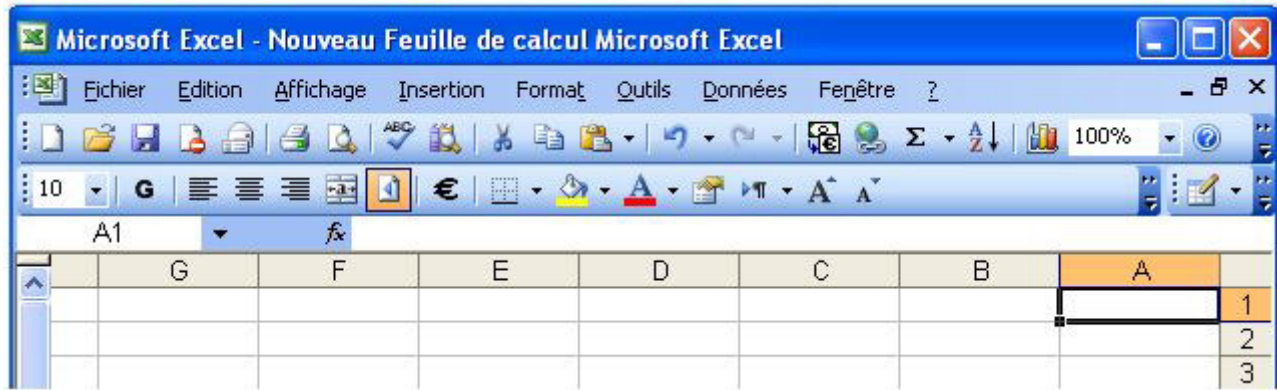 Microsoft Excel - Nouveau Feuille de calcul Microsoft Excel
Fichier Edition Affichage Insertion Format Outils Données Fenêtre ?
ABC Σ A Z 100% ?
10 G a € A ¶ A A
A1 fx
G F E D C B A
1
2
3